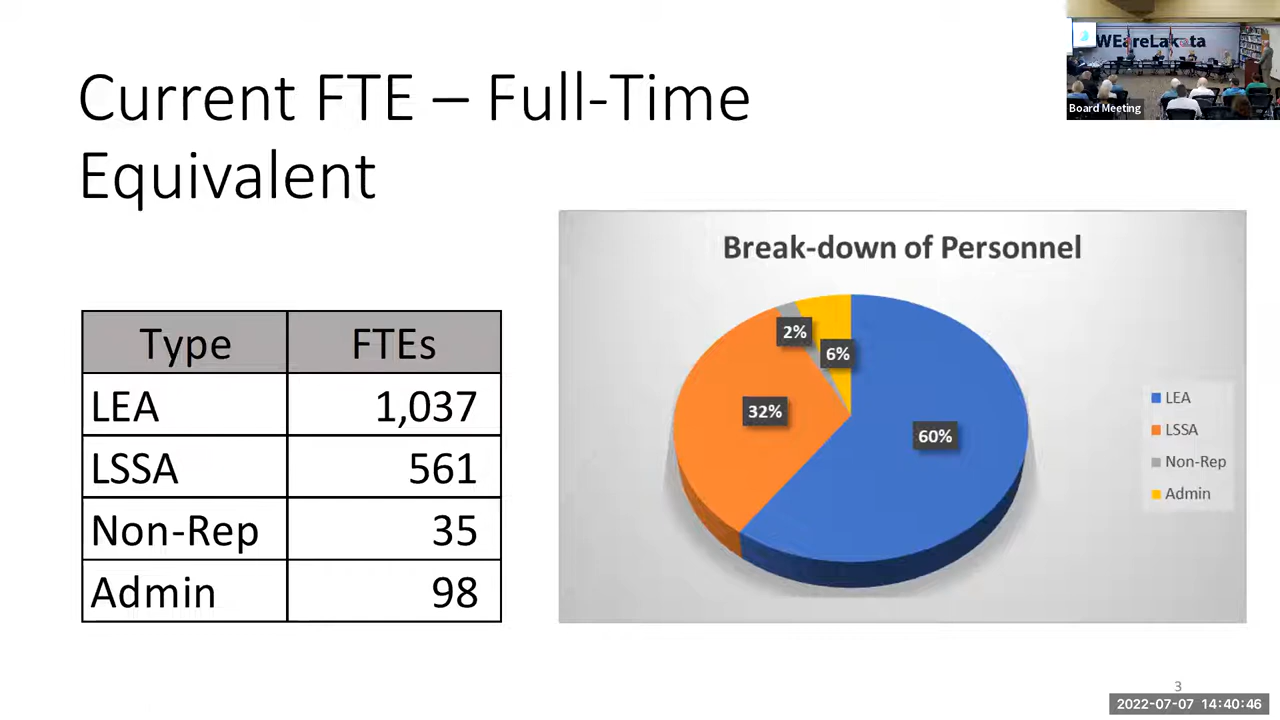 WEareLakota
Board Meeting
Current FTE – Full-Time
Equivalent
Type FTEs
LEA 1,037
LSSA 561
Non-Rep 35
Admin 98
Break-down of Personnel
2%
6%
32%
60%
LEA
LSSA
Non-Rep
Admin
3
2022-07-07 14:40:46